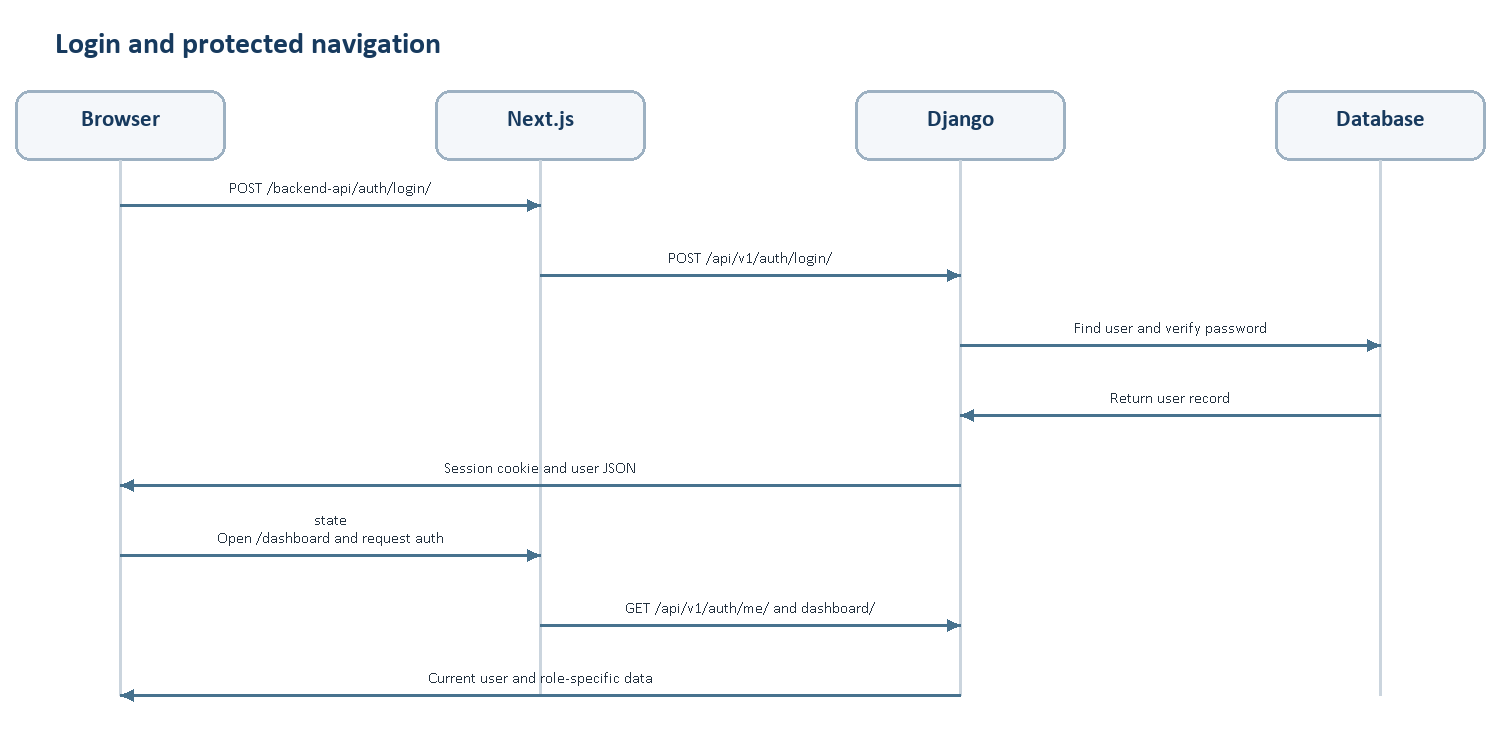 Login and protected navigation
Browser
Next.js
Django
Database
POST /backend-api/auth/login/
POST /api/v1/auth/login/
Find user and verify password
Return user record
Session cookie and user JSON
state
Open /dashboard and request auth
GET /api/v1/auth/me/ and dashboard/
Current user and role-specific data